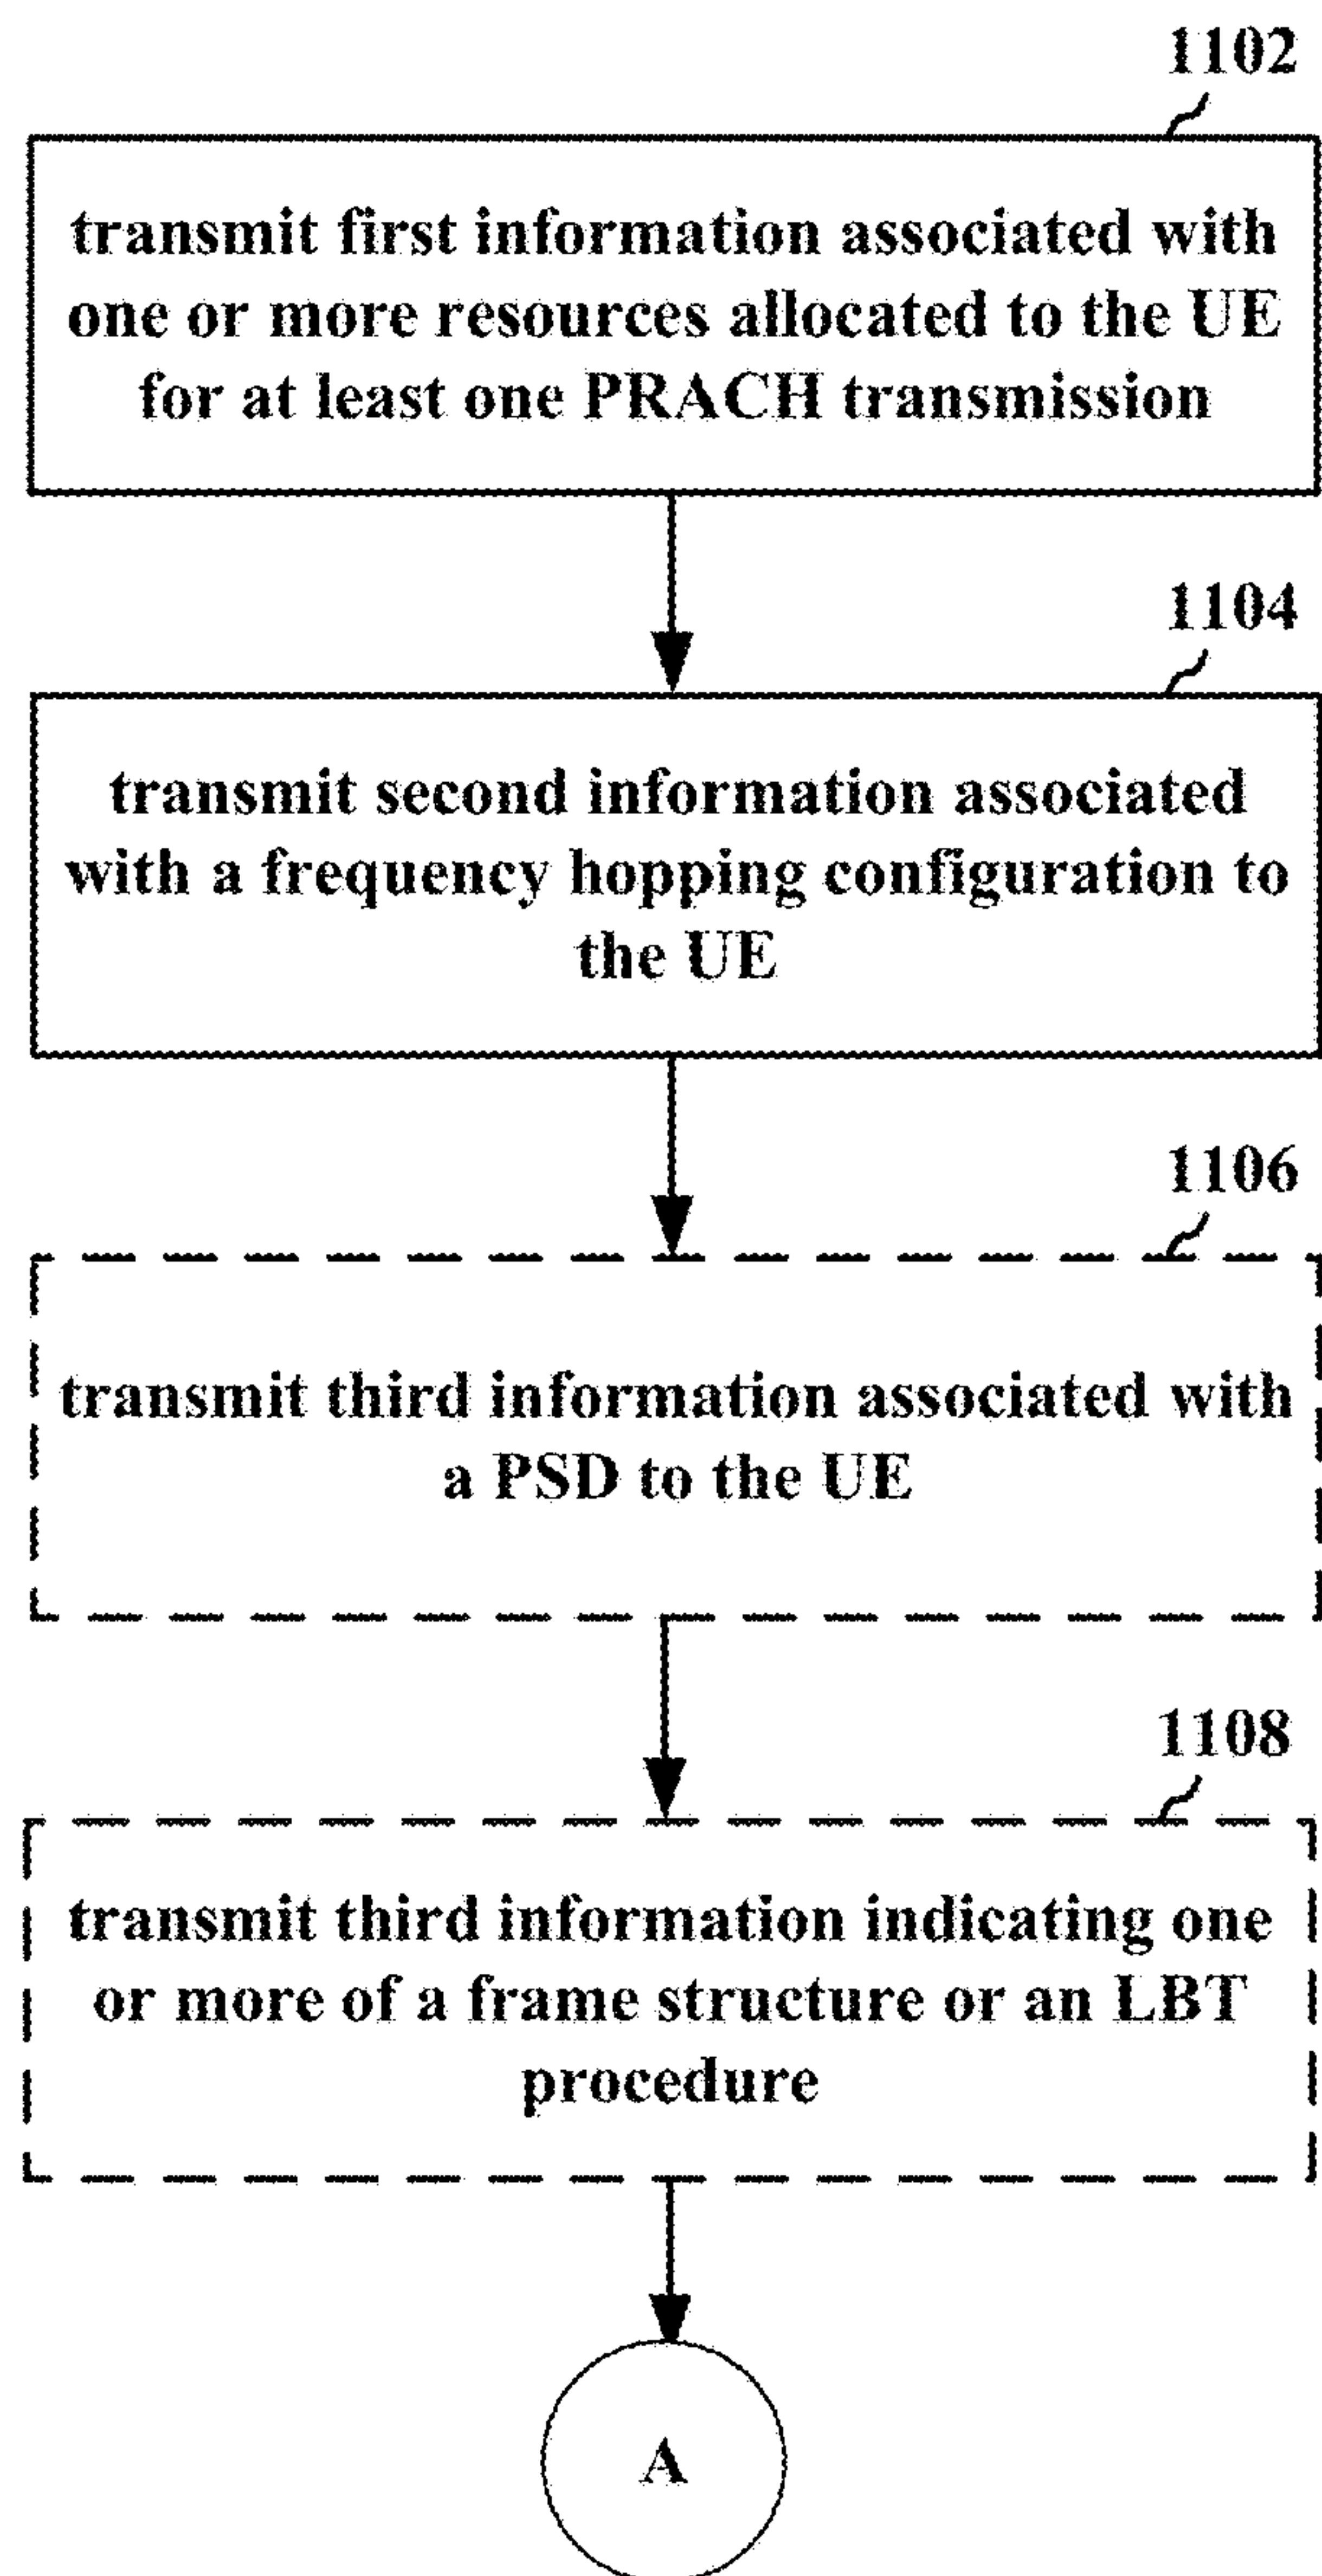 1102
transmit first information associated with
one or more resources allocated to the UE
for at least one PRACH transmission
1104
transmit second information associated
with a frequency hopping configuration to
the UE
1106
transmit third information associated with
a PSD to the UE
1108
transmit third information indicating one
or more of a frame structure or an LBT
procedure
A